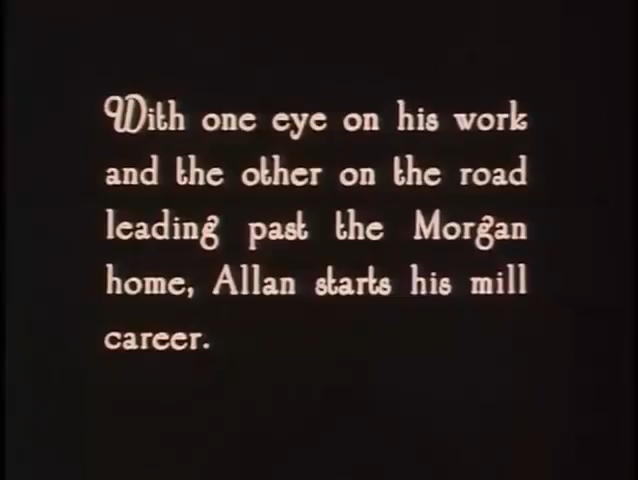 With one eye on his work
and the other on the road
leading past the Morgan
home, Allan starts his mill
career.